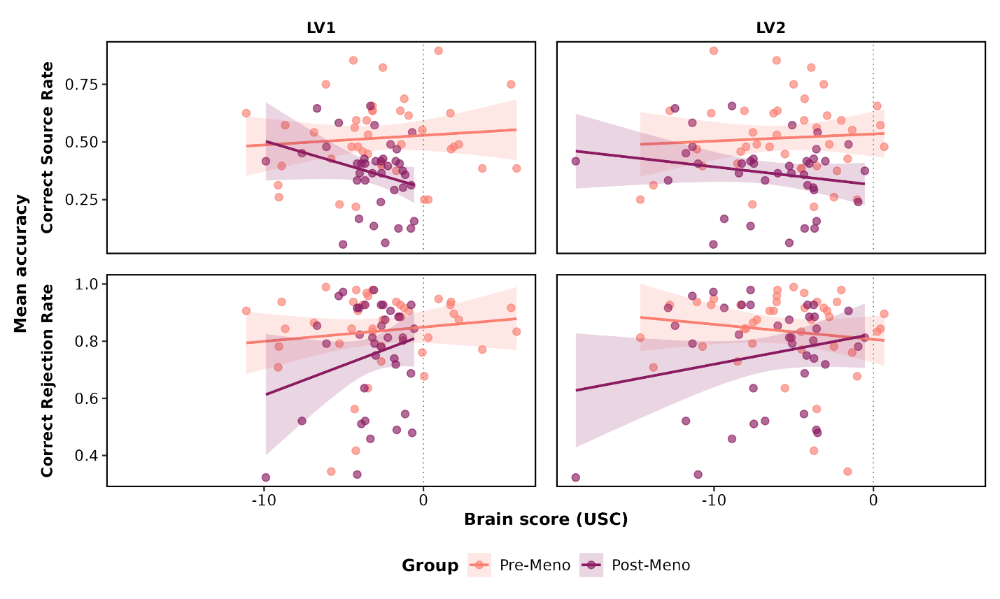 LV1 LV2
Mean accuracy
Correct Source Rate
0.75
0.50
0.25
Correct Rejection Rate
1.0
0.8
0.6
0.4
-10 0 -10 0
Brain score (USC)
Group Pre-Meno Post-Meno